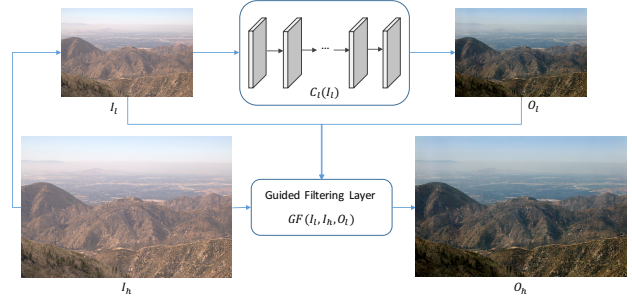 ...
C_l(I_l)
I_l
O_l
Guided Filtering Layer
GF(I_l, I_h, O_l)
I_h
O_h